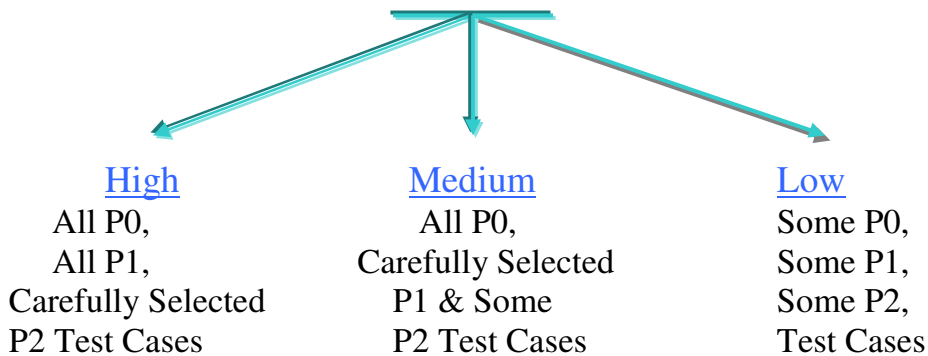 High
All P0,
All P1,
Carefully Selected
P2 Test Cases
Medium
All P0,
Carefully Selected
P1 & Some
P2 Test Cases
Low
Some P0,
Some P1,
Some P2,
Test Cases